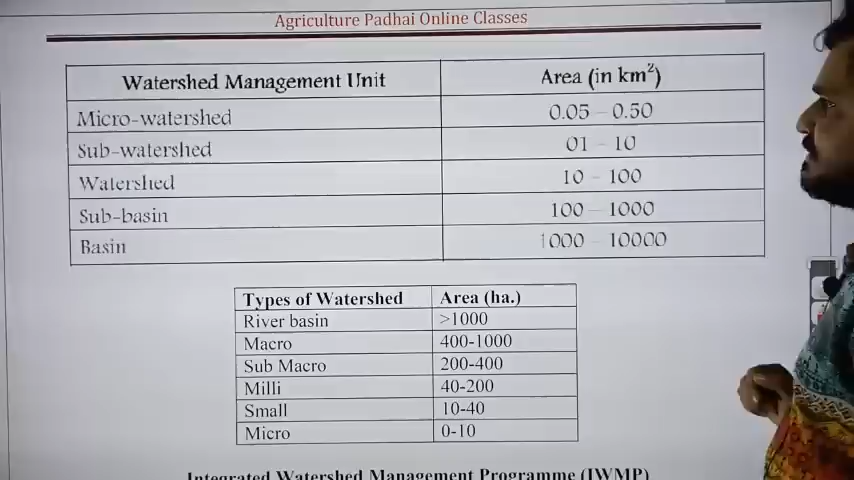 Agriculture Padhai Online Classes
Watershed Management Unit Area (in km²)
Micro-watershed 0.05 – 0.50
Sub-watershed 01 – 10
Watershed 10 – 100
Sub-basin 100 – 1000
Basin 1000 – 10000
Types of Watershed Area (ha.)
River basin >1000
Macro 400-1000
Sub Macro 200-400
Milli 40-200
Small 10-40
Micro 0-10
Integrated Watershed Management Programme (IWMP)